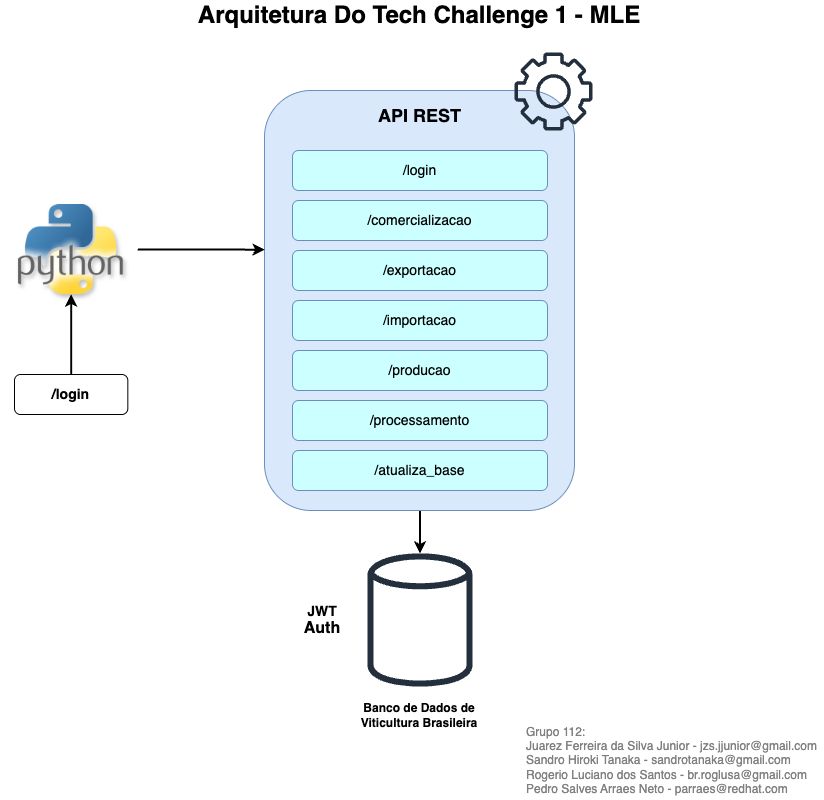 Arquitetura Do Tech Challenge 1 - MLE
API REST
/login
/comercializacao
/exportacao
/importacao
/producao
/processamento
/atualiza_base
python
/login
JWT
Auth
Banco de Dados de
Viticultura Brasileira
Grupo 112:
Juarez Ferreira da Silva Junior - jzs.jjunior@gmail.com
Sandro Hiroki Tanaka - sandrotanaka@gmail.com
Rogerio Luciano dos Santos - br.roglusa@gmail.com
Pedro Salves Arraes Neto - parraes@redhat.com